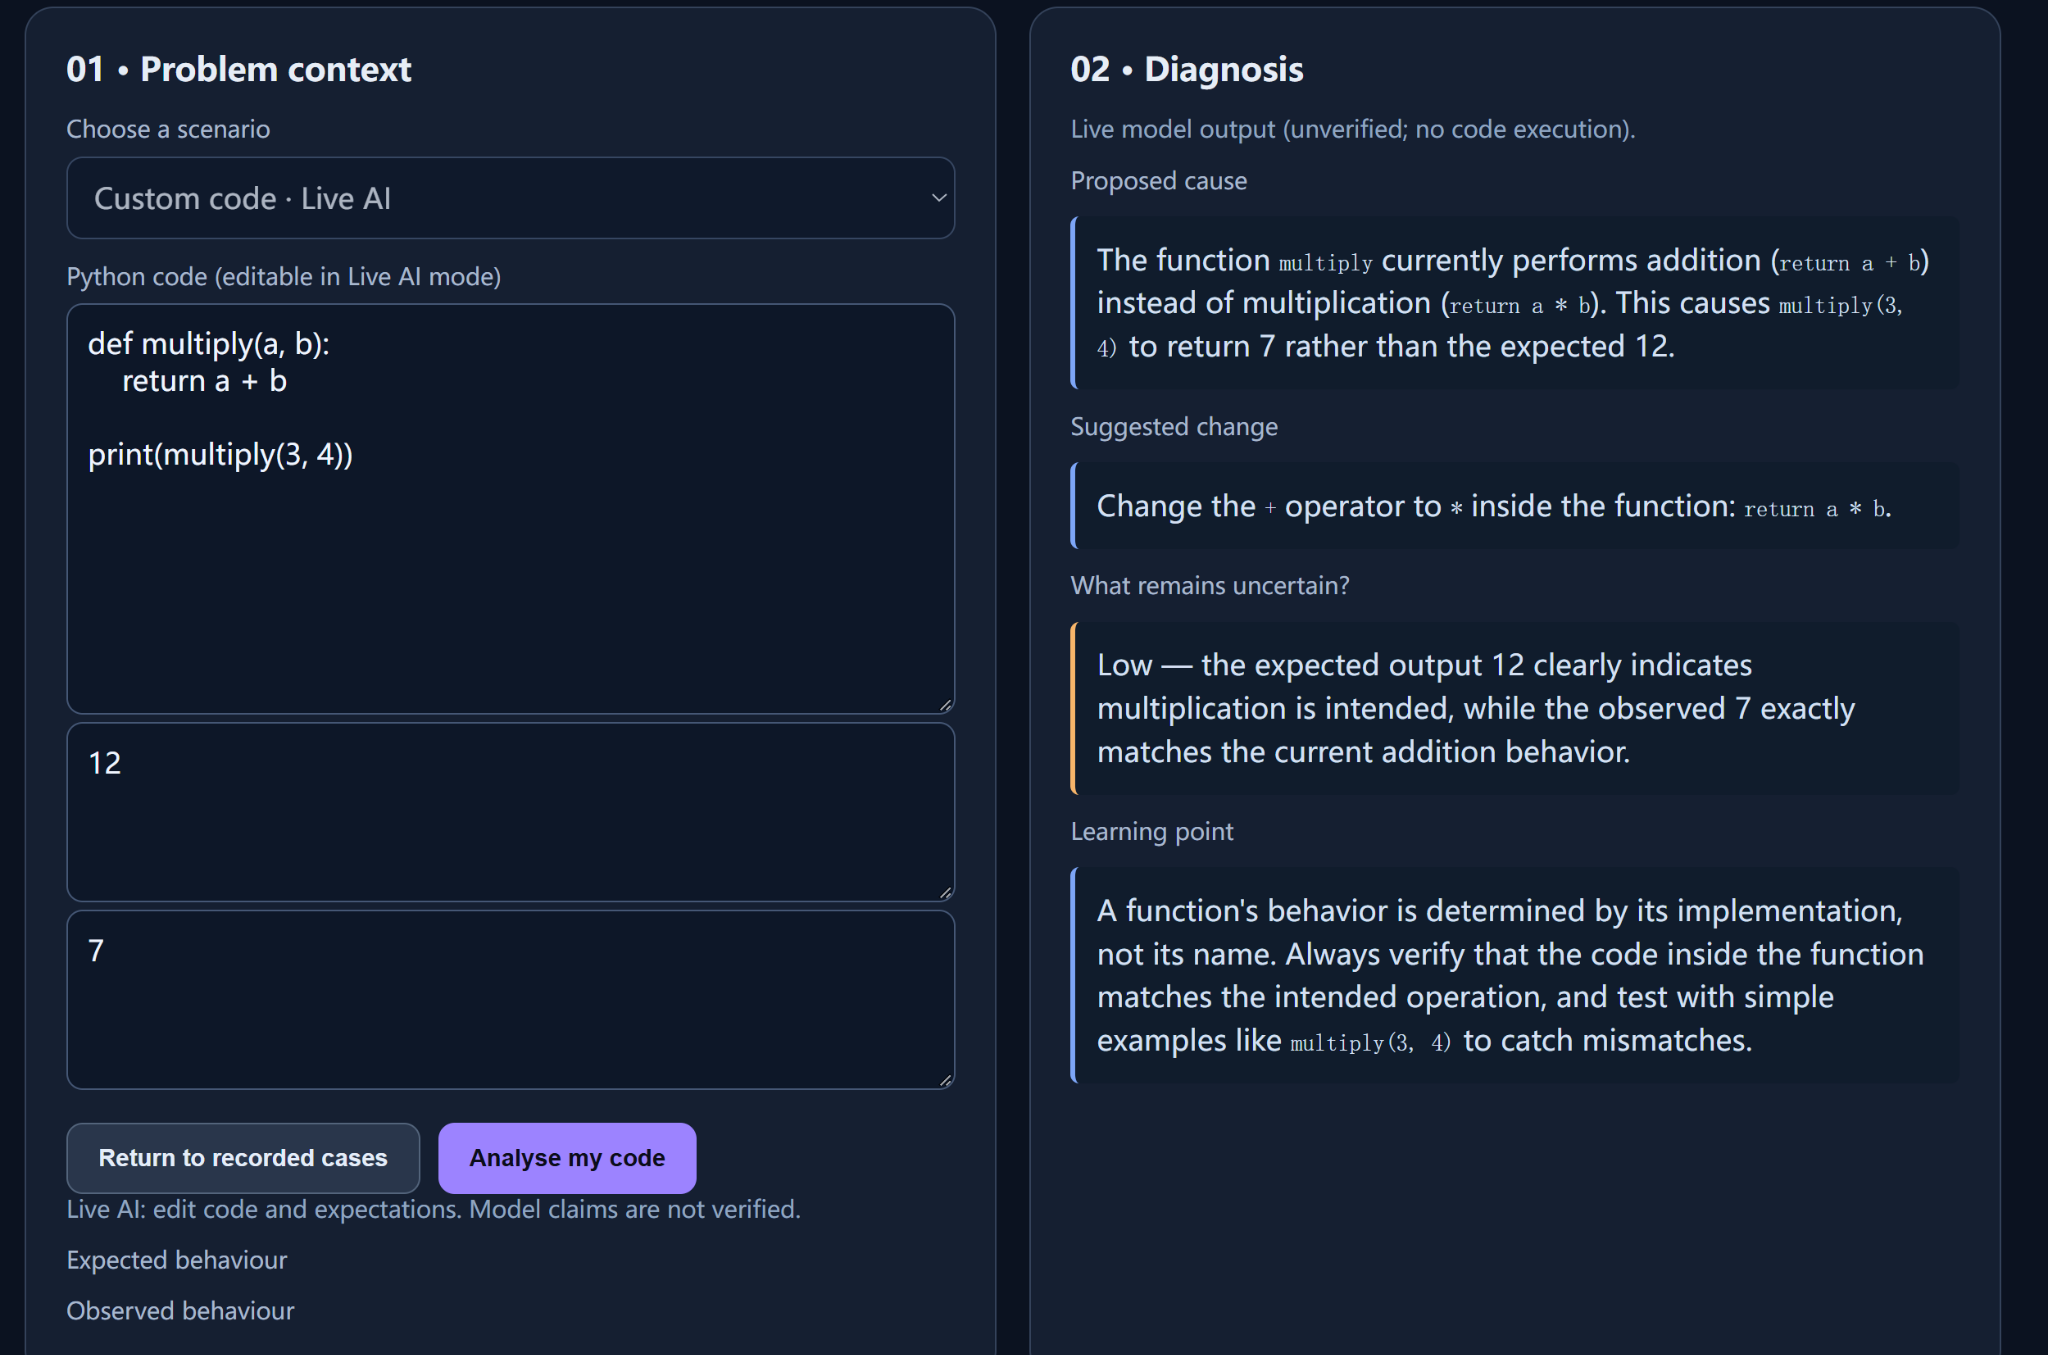 01 • Problem context
Choose a scenario
Custom code · Live AI
Python code (editable in Live AI mode)
def multiply(a, b):
    return a + b
print(multiply(3, 4))
12
7
Return to recorded cases
Analyse my code
Live AI: edit code and expectations. Model claims are not verified.
Expected behaviour
Observed behaviour
02 • Diagnosis
Live model output (unverified; no code execution).
Proposed cause
The function multiply currently performs addition (return a + b)
instead of multiplication (return a * b). This causes multiply(3,
4) to return 7 rather than the expected 12.
Suggested change
Change the + operator to * inside the function: return a * b.
What remains uncertain?
Low — the expected output 12 clearly indicates
multiplication is intended, while the observed 7 exactly
matches the current addition behavior.
Learning point
A function's behavior is determined by its implementation,
not its name. Always verify that the code inside the function
matches the intended operation, and test with simple
examples like multiply(3, 4) to catch mismatches.